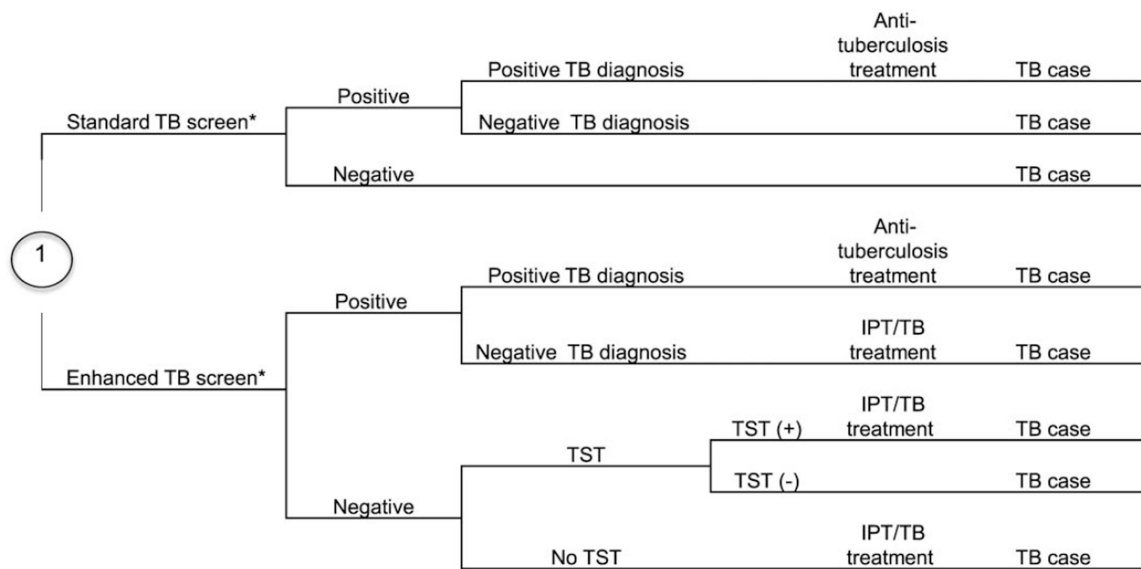 Anti-
tuberculosis
Positive TB diagnosis treatment TB case
Positive
Standard TB screen* Negative TB diagnosis TB case
Negative TB case
Anti-
1 tuberculosis
Positive TB diagnosis treatment TB case
Positive
IPT/TB
Negative TB diagnosis treatment TB case
Enhanced TB screen*
IPT/TB
TST (+) treatment TB case
TST
TST (-) TB case
Negative
IPT/TB
No TST treatment TB case